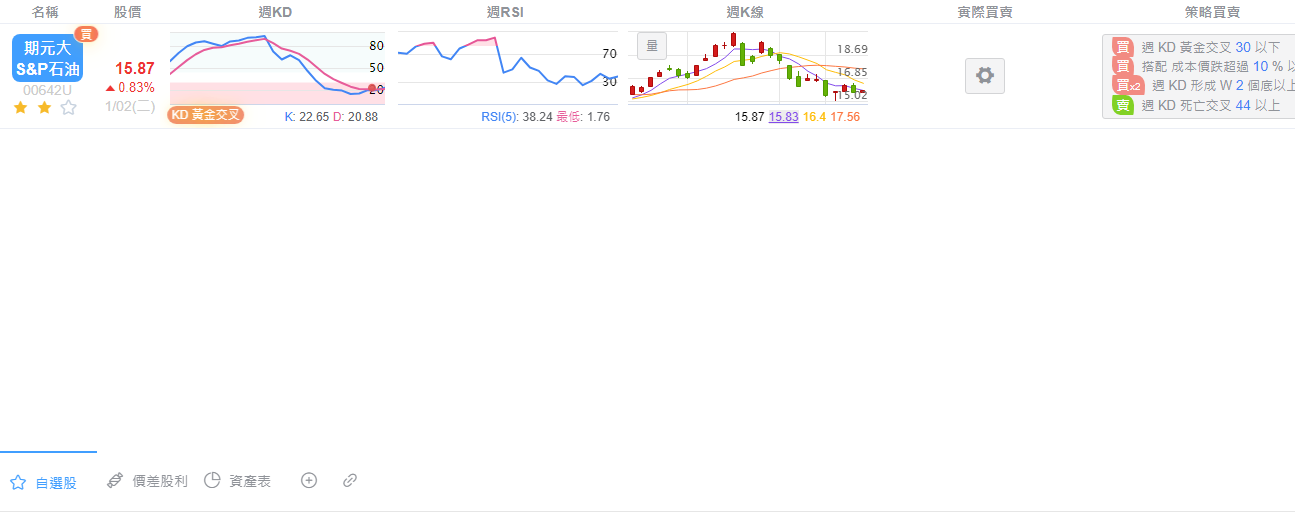 名稱 股價 週KD 週RSI 週K線 實際買賣 策略買賣
期元大
S&P石油
買
00642U
15.87
0.83%
1/02(二)
80
50
20
KD 黃金交叉
K: 22.65 D: 20.88
70
30
RSI(5): 38.24 最低: 1.76
量
18.69
16.85
15.02
15.87 15.83 16.4 17.56
買 週 KD 黃金交叉 30 以下
買 搭配 成本價跌超過 10 % 以
買x2 週 KD 形成 W 2 個底以上
賣 週 KD 死亡交叉 44 以上
自選股 價差股利 資產表